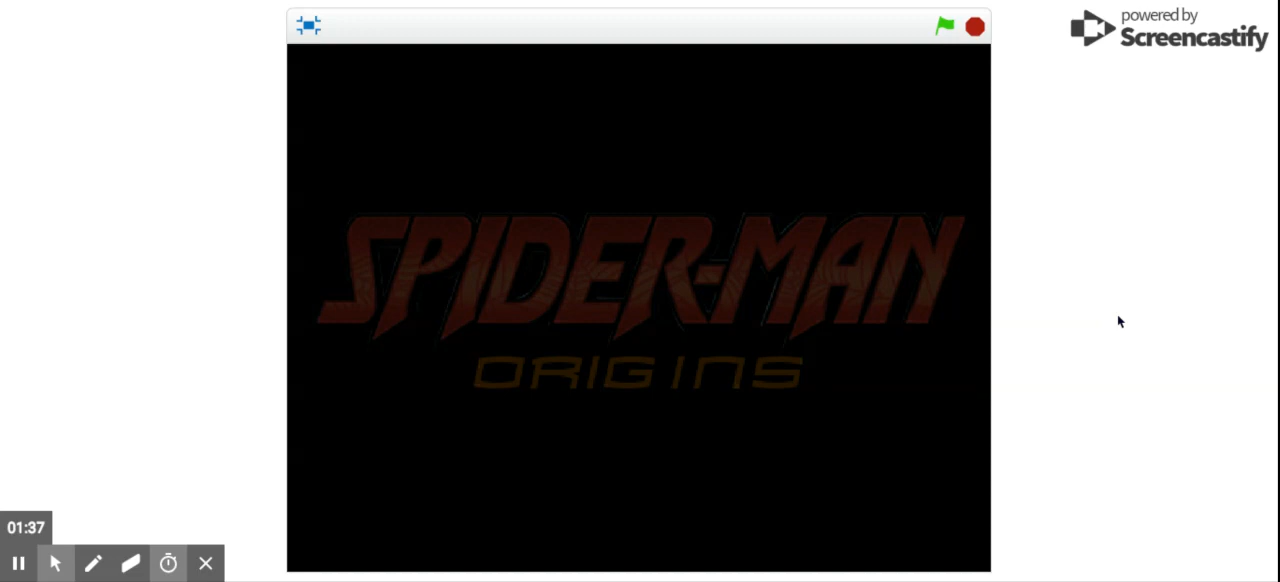 powered by
Screencastify
SPIDER-MAN
ORIGINS
01:37